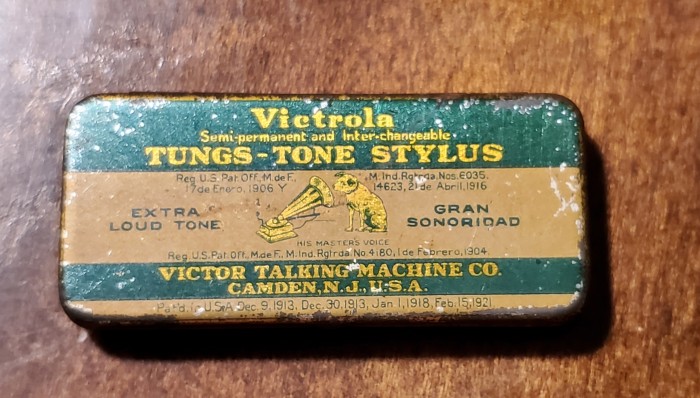 Victrola
Semi-permanent and Inter-changeable
TUNGS-TONE STYLUS
Reg. U.S. Pat. Off., M. de F., M. Ind. Rgtrda. Nos. 6035,
17 de Enero, 1906 Y 14623, 21 de Abril, 1916
EXTRA LOUD TONE
GRAN SONORIDAD
HIS MASTER'S VOICE
Reg. U.S. Pat. Off., M. de F., M. Ind. Rgtrda. No. 4180, 1 de Febrero, 1904
VICTOR TALKING MACHINE CO.
CAMDEN, N.J., U.S.A.
Pat'd. in U.S.A. Dec. 9, 1913, Dec. 30, 1913, Jan. 1, 1918, Feb. 15, 1921